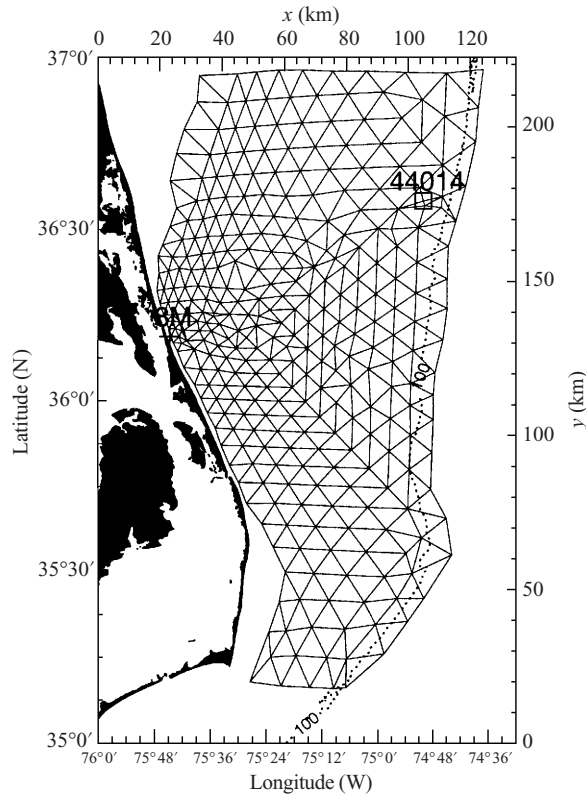 x (km)
0 20 40 60 80 100 120
37°0′
36°30′
36°0′
35°30′
35°0′
Latitude (N)
44014
8M
100
100
200
150
100
50
0
y (km)
76°0′ 75°48′ 75°36′ 75°24′ 75°12′ 75°0′ 74°48′ 74°36′
Longitude (W)